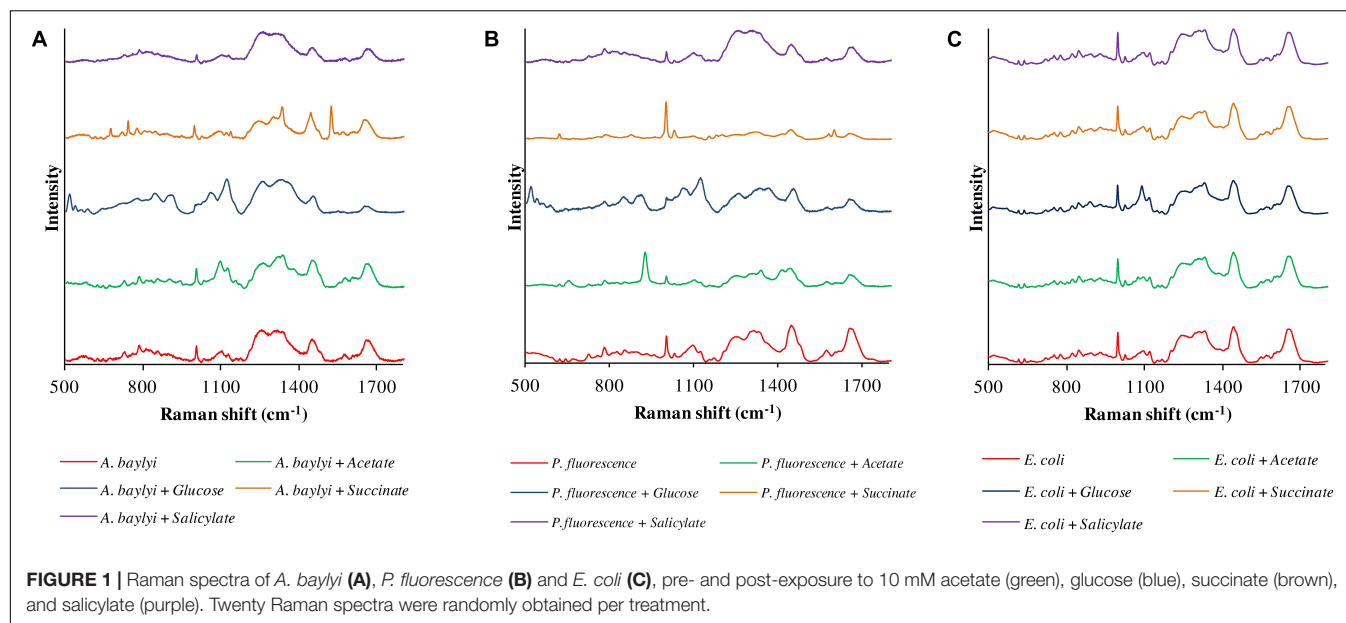 A
B
C
Intensity
Intensity
Intensity
500 800 1100 1400 1700
500 800 1100 1400 1700
500 800 1100 1400 1700
Raman shift (cm-1)
Raman shift (cm-1)
Raman shift (cm-1)
A. baylyi A. baylyi + Acetate
A. baylyi + Glucose A. baylyi + Succinate
A. baylyi + Salicylate
P. fluorescence P. fluorescence + Acetate
P. fluorescence + Glucose P. fluorescence + Succinate
P.fluorescence + Salicylate
E. coli E. coli + Acetate
E. coli + Glucose E. coli + Succinate
E. coli + Salicylate
FIGURE 1 | Raman spectra of A. baylyi (A), P. fluorescence (B) and E. coli (C), pre- and post-exposure to 10 mM acetate (green), glucose (blue), succinate (brown),
and salicylate (purple). Twenty Raman spectra were randomly obtained per treatment.